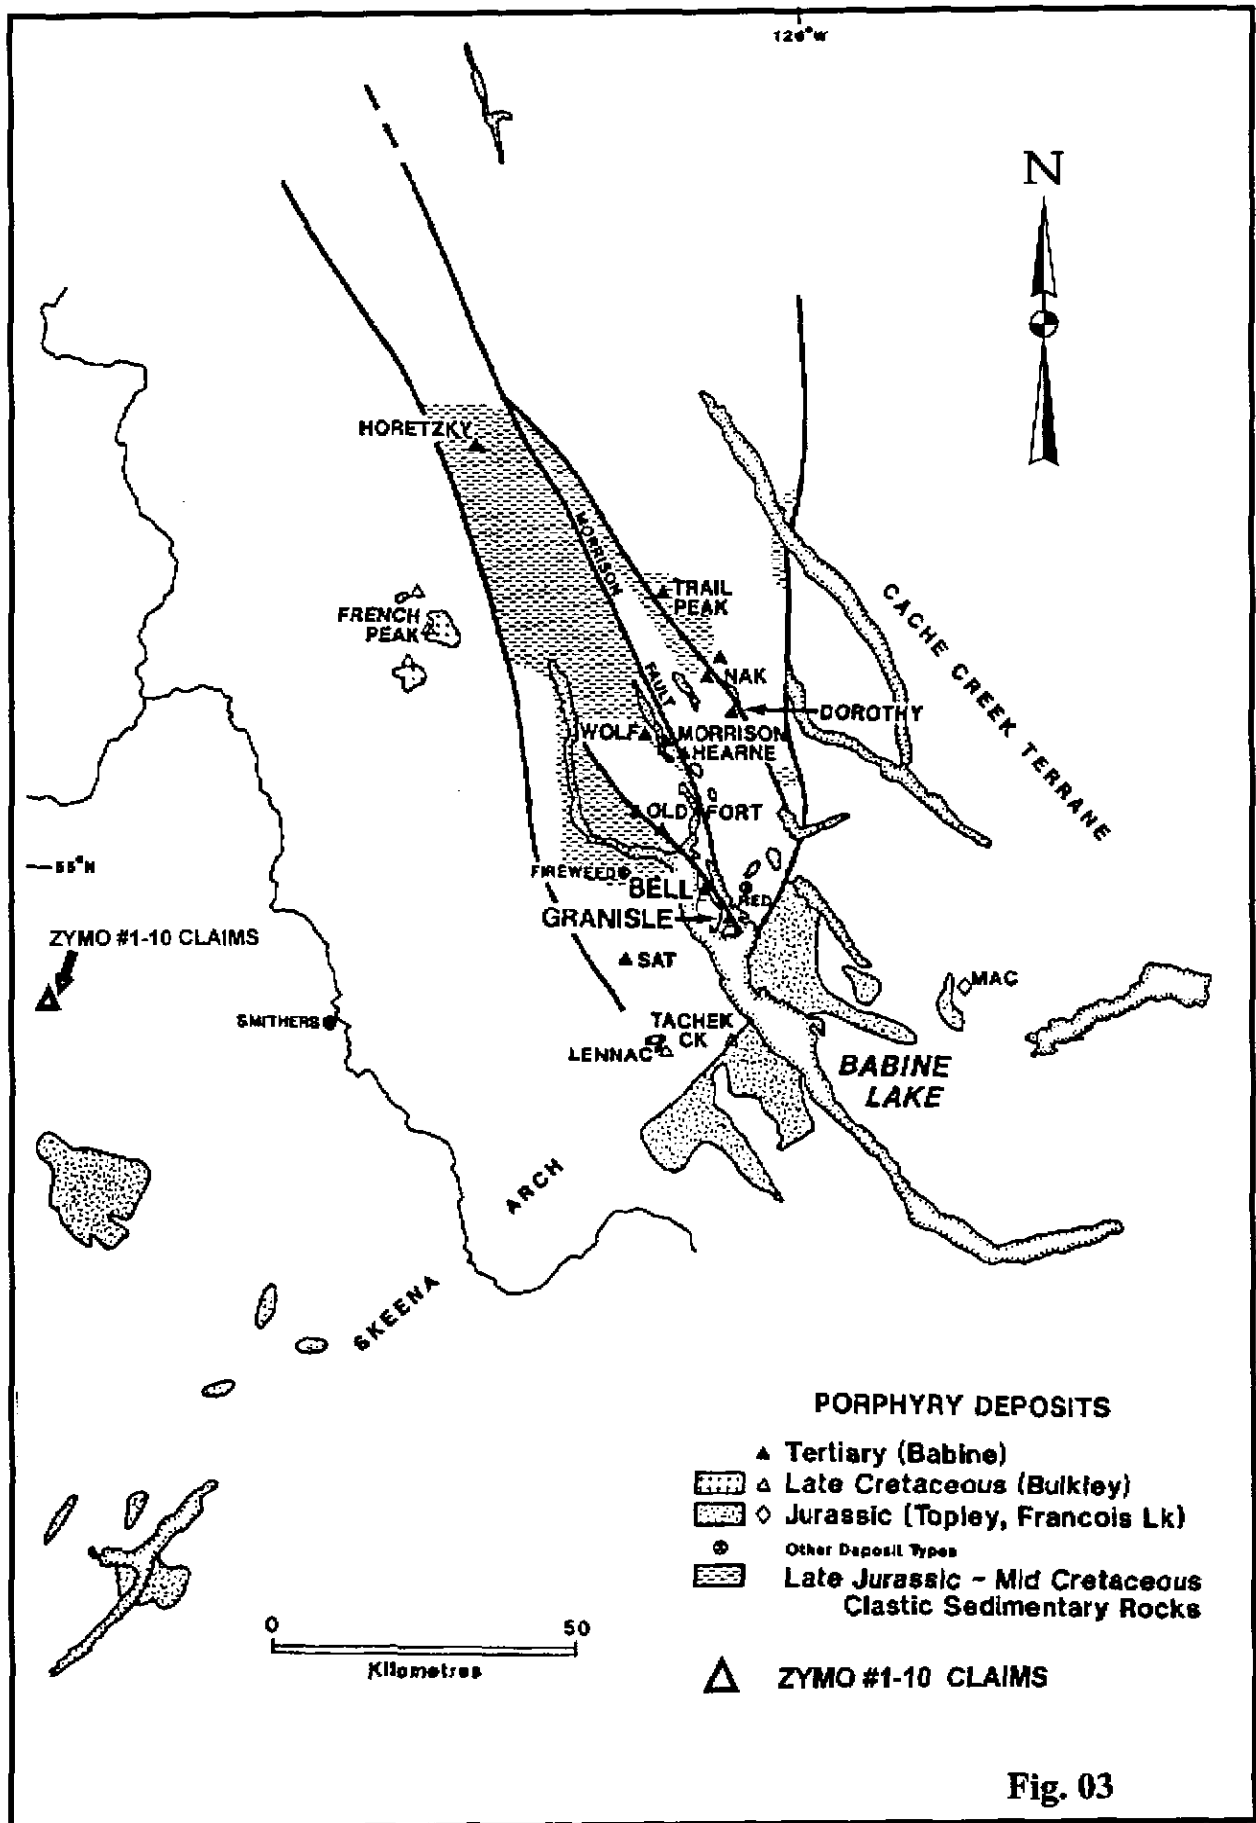 126°W
N
HORETZKY
MORRISON
FAULT
TRAIL
PEAK
FRENCH
PEAK
CACHE CREEK TERRANE
NAK
DOROTHY
WOLF
MORRISON
HEARNE
OLD FORT
55°N
FIREWEED
BELL
RED
GRANISLE
ZYMO #1-10 CLAIMS
SAT
MAC
SMITHERS
TACHEK
CK
LENNAC
BABINE
LAKE
ARCH
SKEENA
PORPHYRY DEPOSITS
Tertiary (Babine)
Late Cretaceous (Bulkley)
Jurassic (Topley, Francois Lk)
Other Deposit Types
Late Jurassic - Mid Cretaceous
Clastic Sedimentary Rocks
0 50
Kilometres
ZYMO #1-10 CLAIMS
Fig. 03